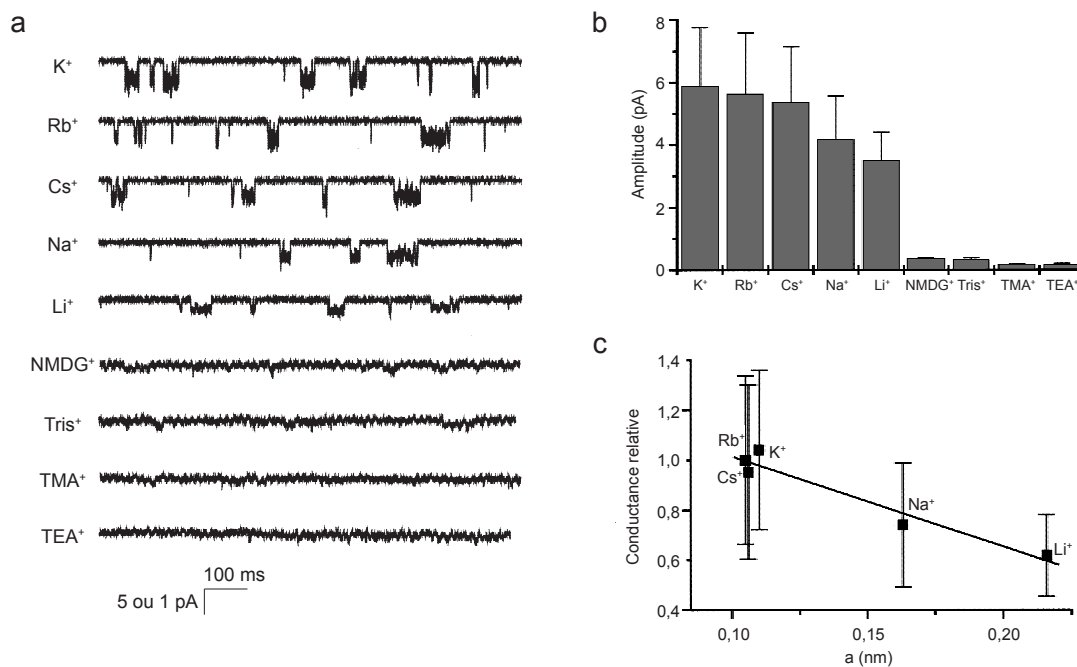 a
K⁺
Rb⁺
Cs⁺
Na⁺
Li⁺
NMDG⁺
Tris⁺
TMA⁺
TEA⁺
100 ms
5 ou 1 pA
b
Amplitude (pA)
8
6
4
2
0
K⁺ Rb⁺ Cs⁺ Na⁺ Li⁺ NMDG⁺ Tris⁺ TMA⁺ TEA⁺
c
Conductance relative
1,4
1,2
1,0
0,8
0,6
0,4
Rb⁺
K⁺
Cs⁺
Na⁺
Li⁺
0,10 0,15 0,20
a (nm)